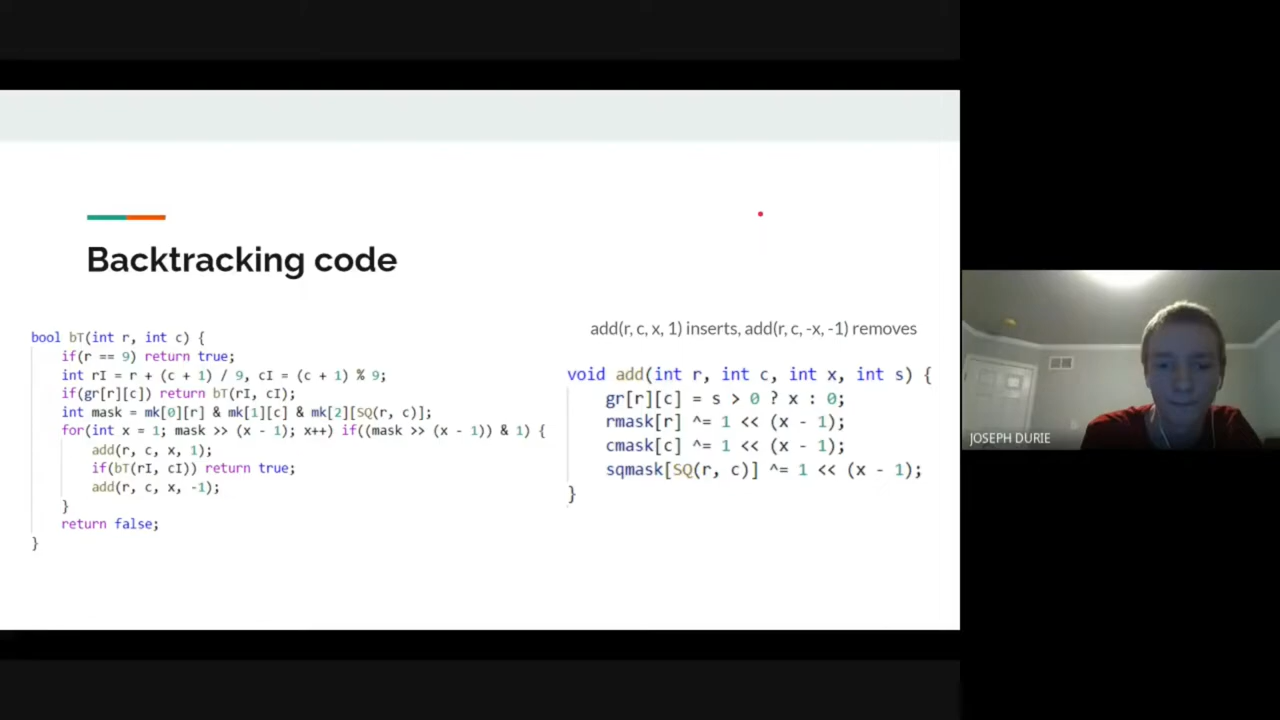 Backtracking code
bool bT(int r, int c) {
if(r == 9) return true;
int rI = r + (c + 1) / 9, cI = (c + 1) % 9;
if(gr[r][c]) return bT(rI, cI);
int mask = mk[0][r] & mk[1][c] & mk[2][SQ(r, c)];
for(int x = 1; mask >> (x - 1); x++) if((mask >> (x - 1)) & 1) {
add(r, c, x, 1);
if(bT(rI, cI)) return true;
add(r, c, x, -1);
}
return false;
}
add(r, c, x, 1) inserts, add(r, c, -x, -1) removes
void add(int r, int c, int x, int s) {
gr[r][c] = s > 0 ? x : 0;
rmask[r] ^= 1 << (x - 1);
cmask[c] ^= 1 << (x - 1);
sqmask[SQ(r, c)] ^= 1 << (x - 1);
}
JOSEPH DURIE